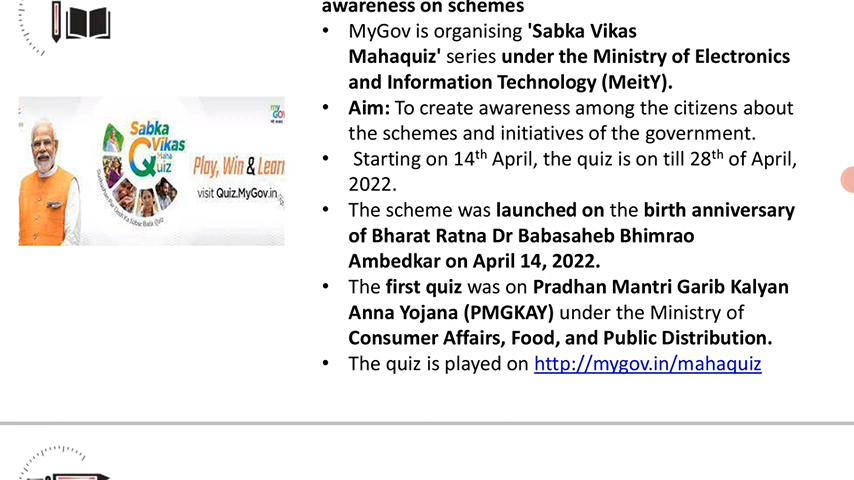 awareness on schemes
• MyGov is organising 'Sabka Vikas
Mahaquiz' series under the Ministry of Electronics
and Information Technology (MeitY).
• Aim: To create awareness among the citizens about
the schemes and initiatives of the government.
• Starting on 14th April, the quiz is on till 28th of April,
2022.
• The scheme was launched on the birth anniversary
of Bharat Ratna Dr Babasaheb Bhimrao
Ambedkar on April 14, 2022.
• The first quiz was on Pradhan Mantri Garib Kalyan
Anna Yojana (PMGKAY) under the Ministry of
Consumer Affairs, Food, and Public Distribution.
• The quiz is played on http://mygov.in/mahaquiz
my
GOV
Sabka
Vikas
Maha
Quiz
Play, Win & Learn
visit Quiz.MyGov.in